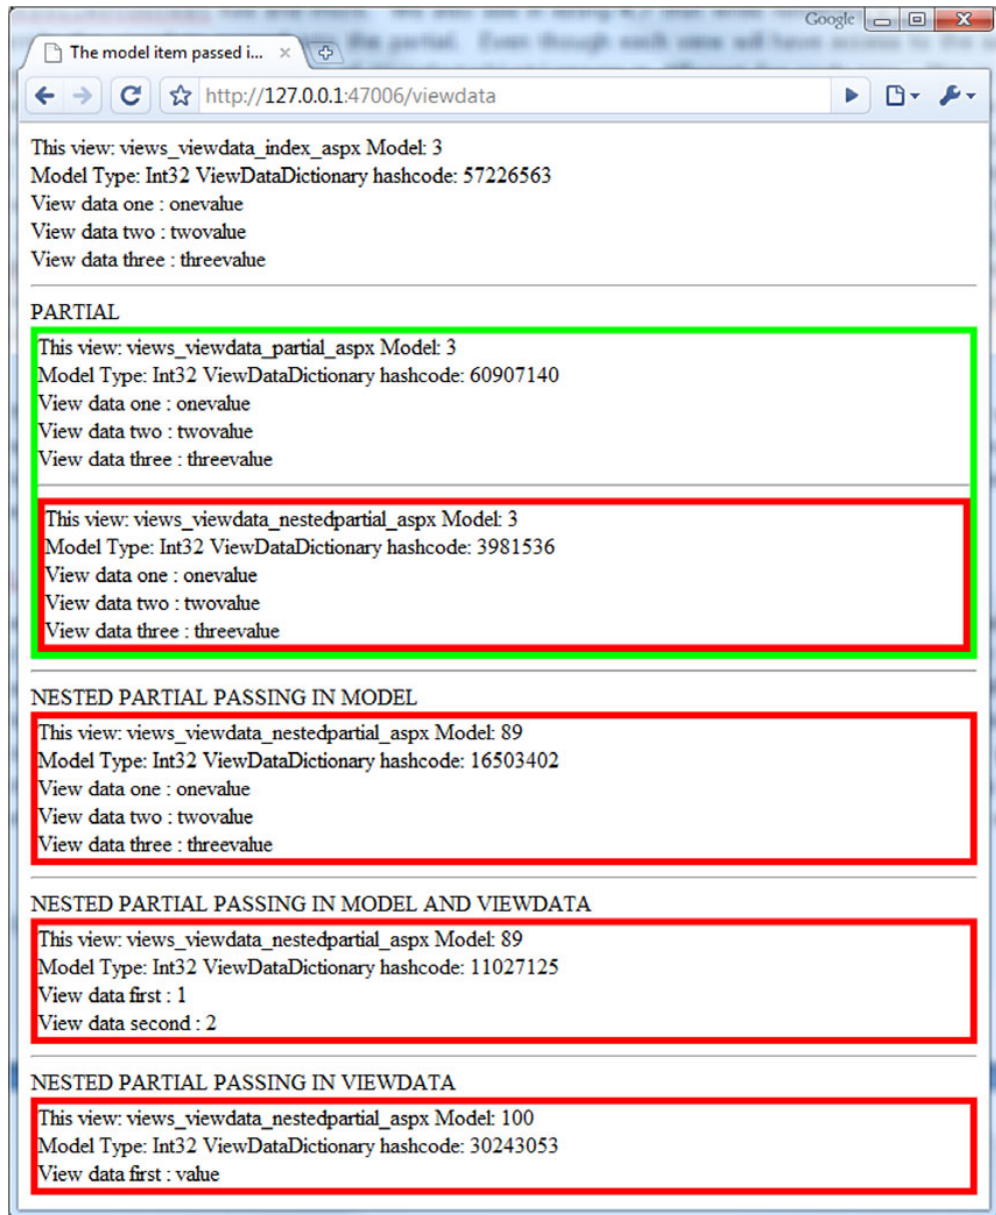 Google
The model item passed i...
http://127.0.0.1:47006/viewdata
This view: views_viewdata_index_aspx Model: 3
Model Type: Int32 ViewDataDictionary hashcode: 57226563
View data one : onevalue
View data two : twovalue
View data three : threevalue
PARTIAL
This view: views_viewdata_partial_aspx Model: 3
Model Type: Int32 ViewDataDictionary hashcode: 60907140
View data one : onevalue
View data two : twovalue
View data three : threevalue
This view: views_viewdata_nestedpartial_aspx Model: 3
Model Type: Int32 ViewDataDictionary hashcode: 3981536
View data one : onevalue
View data two : twovalue
View data three : threevalue
NESTED PARTIAL PASSING IN MODEL
This view: views_viewdata_nestedpartial_aspx Model: 89
Model Type: Int32 ViewDataDictionary hashcode: 16503402
View data one : onevalue
View data two : twovalue
View data three : threevalue
NESTED PARTIAL PASSING IN MODEL AND VIEWDATA
This view: views_viewdata_nestedpartial_aspx Model: 89
Model Type: Int32 ViewDataDictionary hashcode: 11027125
View data first : 1
View data second : 2
NESTED PARTIAL PASSING IN VIEWDATA
This view: views_viewdata_nestedpartial_aspx Model: 100
Model Type: Int32 ViewDataDictionary hashcode: 30243053
View data first : value